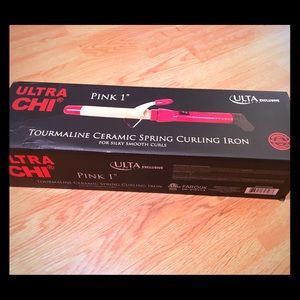 ULTRA
CHI®
PINK 1"
ULTA EXCLUSIVE
TOURMALINE CERAMIC SPRING CURLING IRON
FOR SILKY SMOOTH CURLS
ULTRA
CHI®
ULTA EXCLUSIVE
PINK 1"
TOURMALINE CERAMIC SPRING CURLING IRON
FAROUK